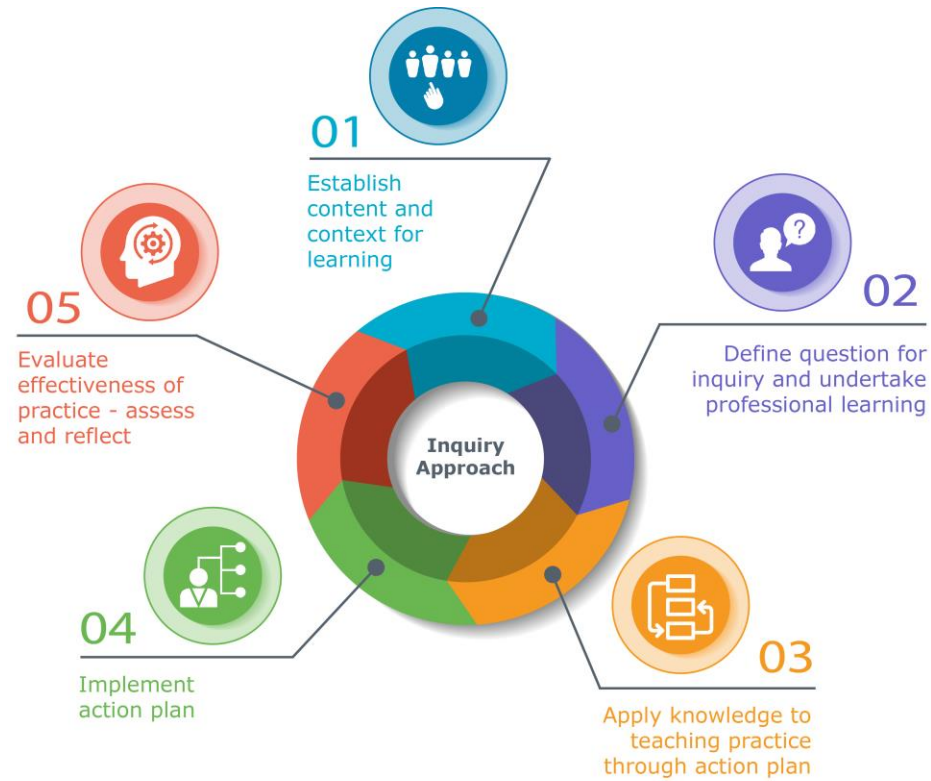 01
Establish
content and
context for
learning
?
02
Define question for
inquiry and undertake
professional learning
03
Apply knowledge to
teaching practice
through action plan
04
Implement
action plan
05
Evaluate
effectiveness of
practice - assess
and reflect
Inquiry
Approach